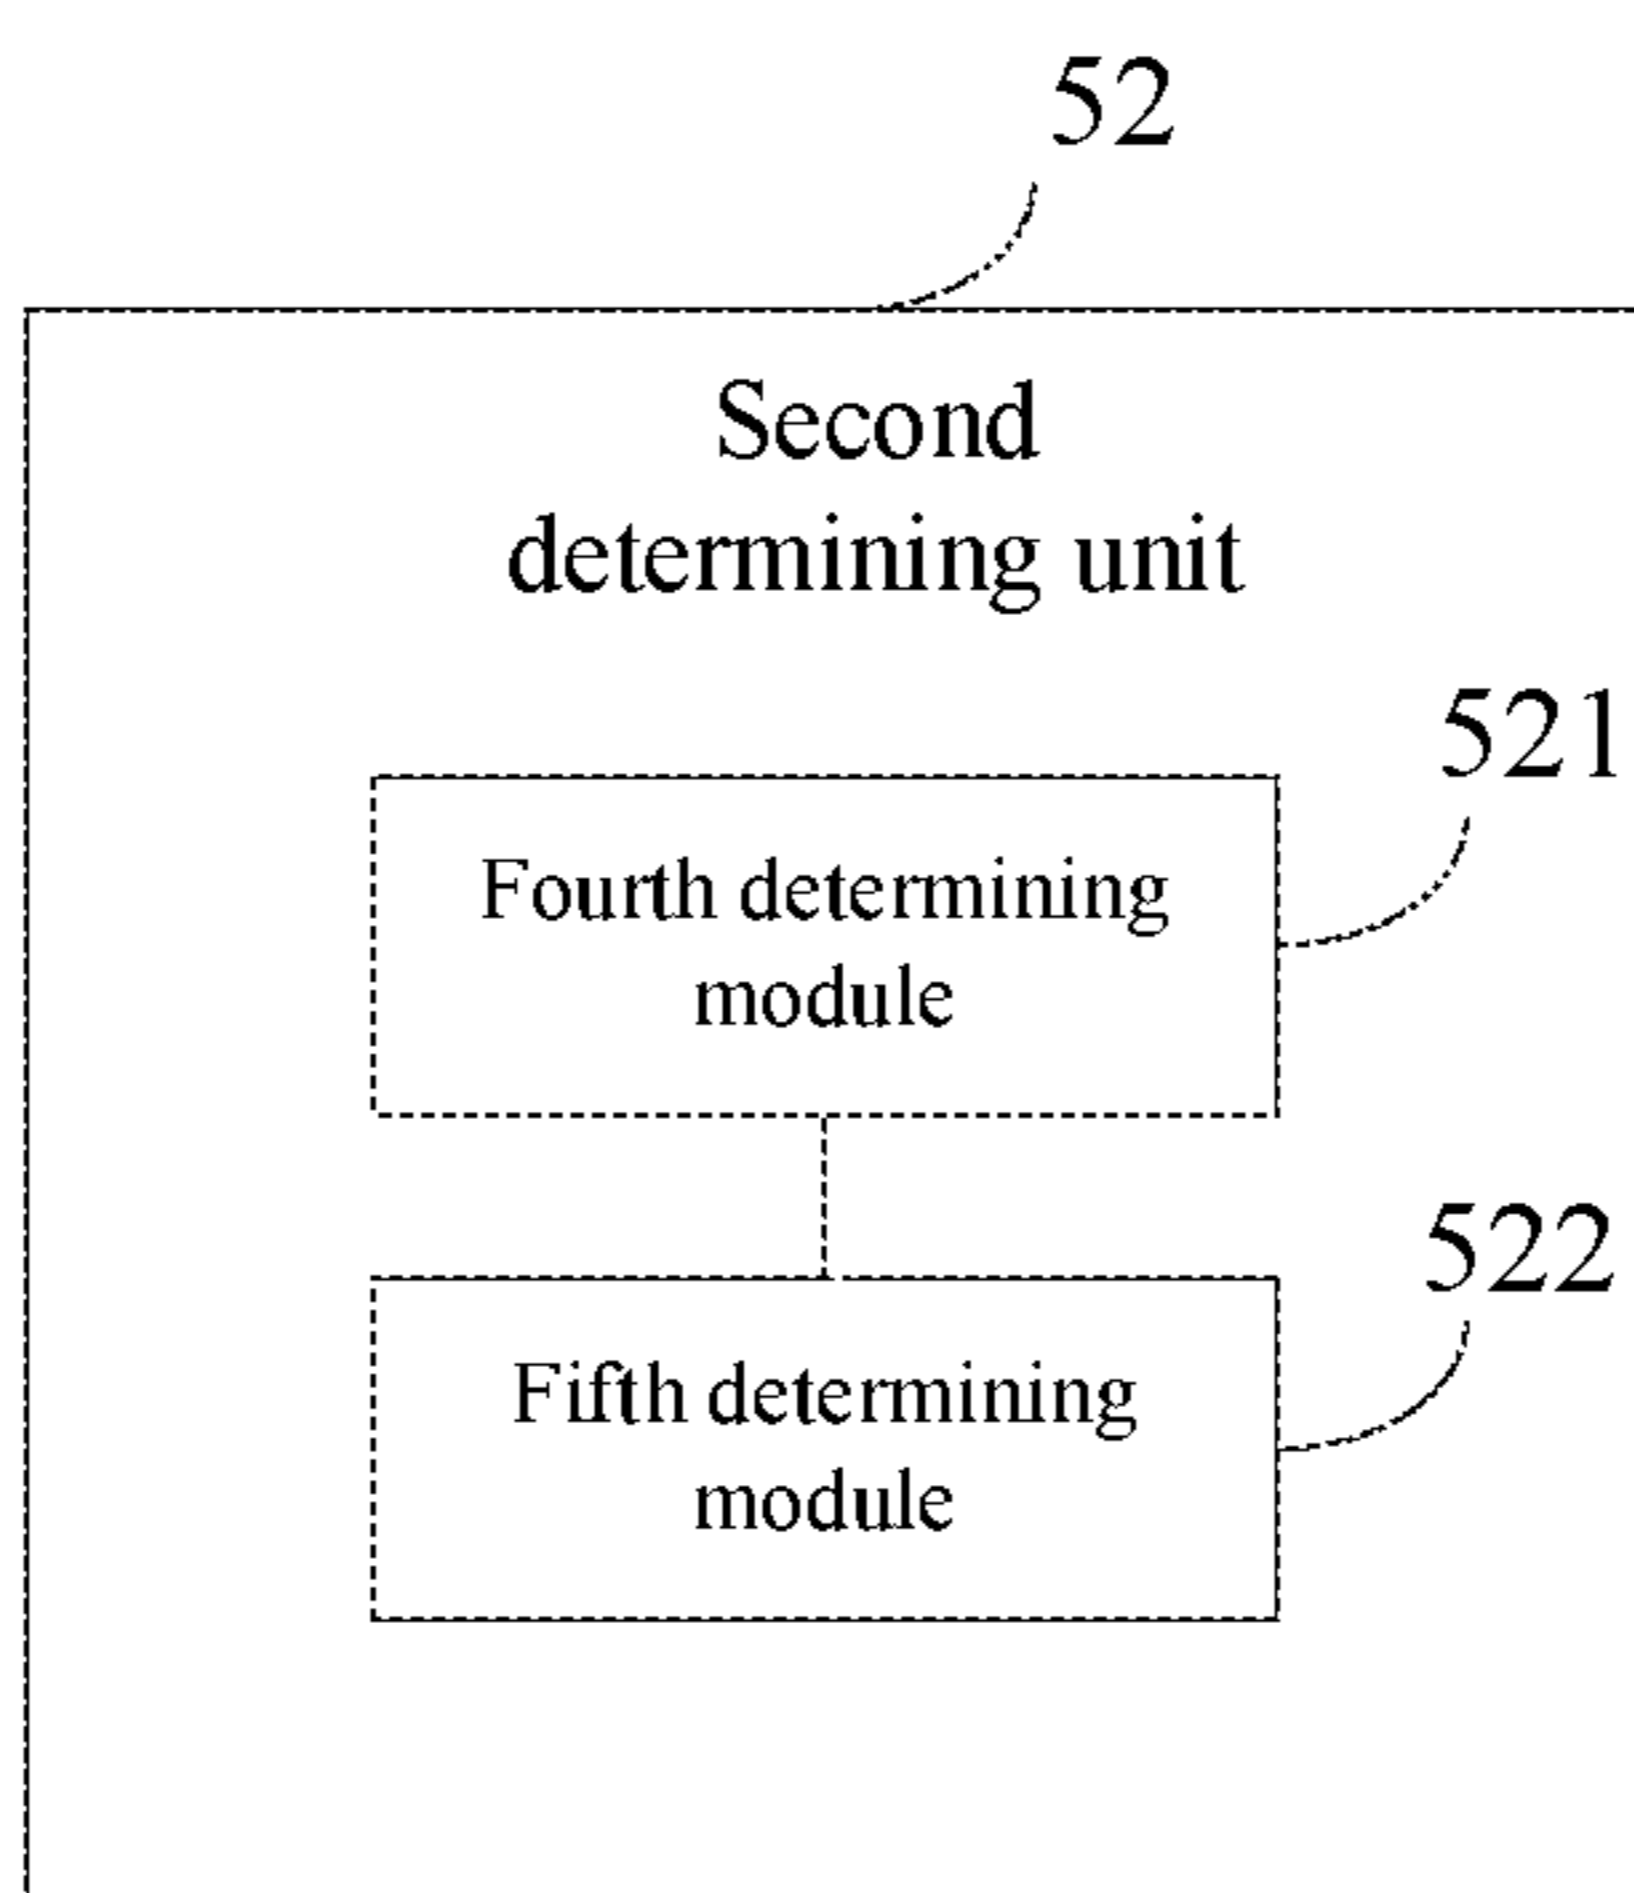 52
Second
determining unit
521
Fourth determining
module
522
Fifth determining
module